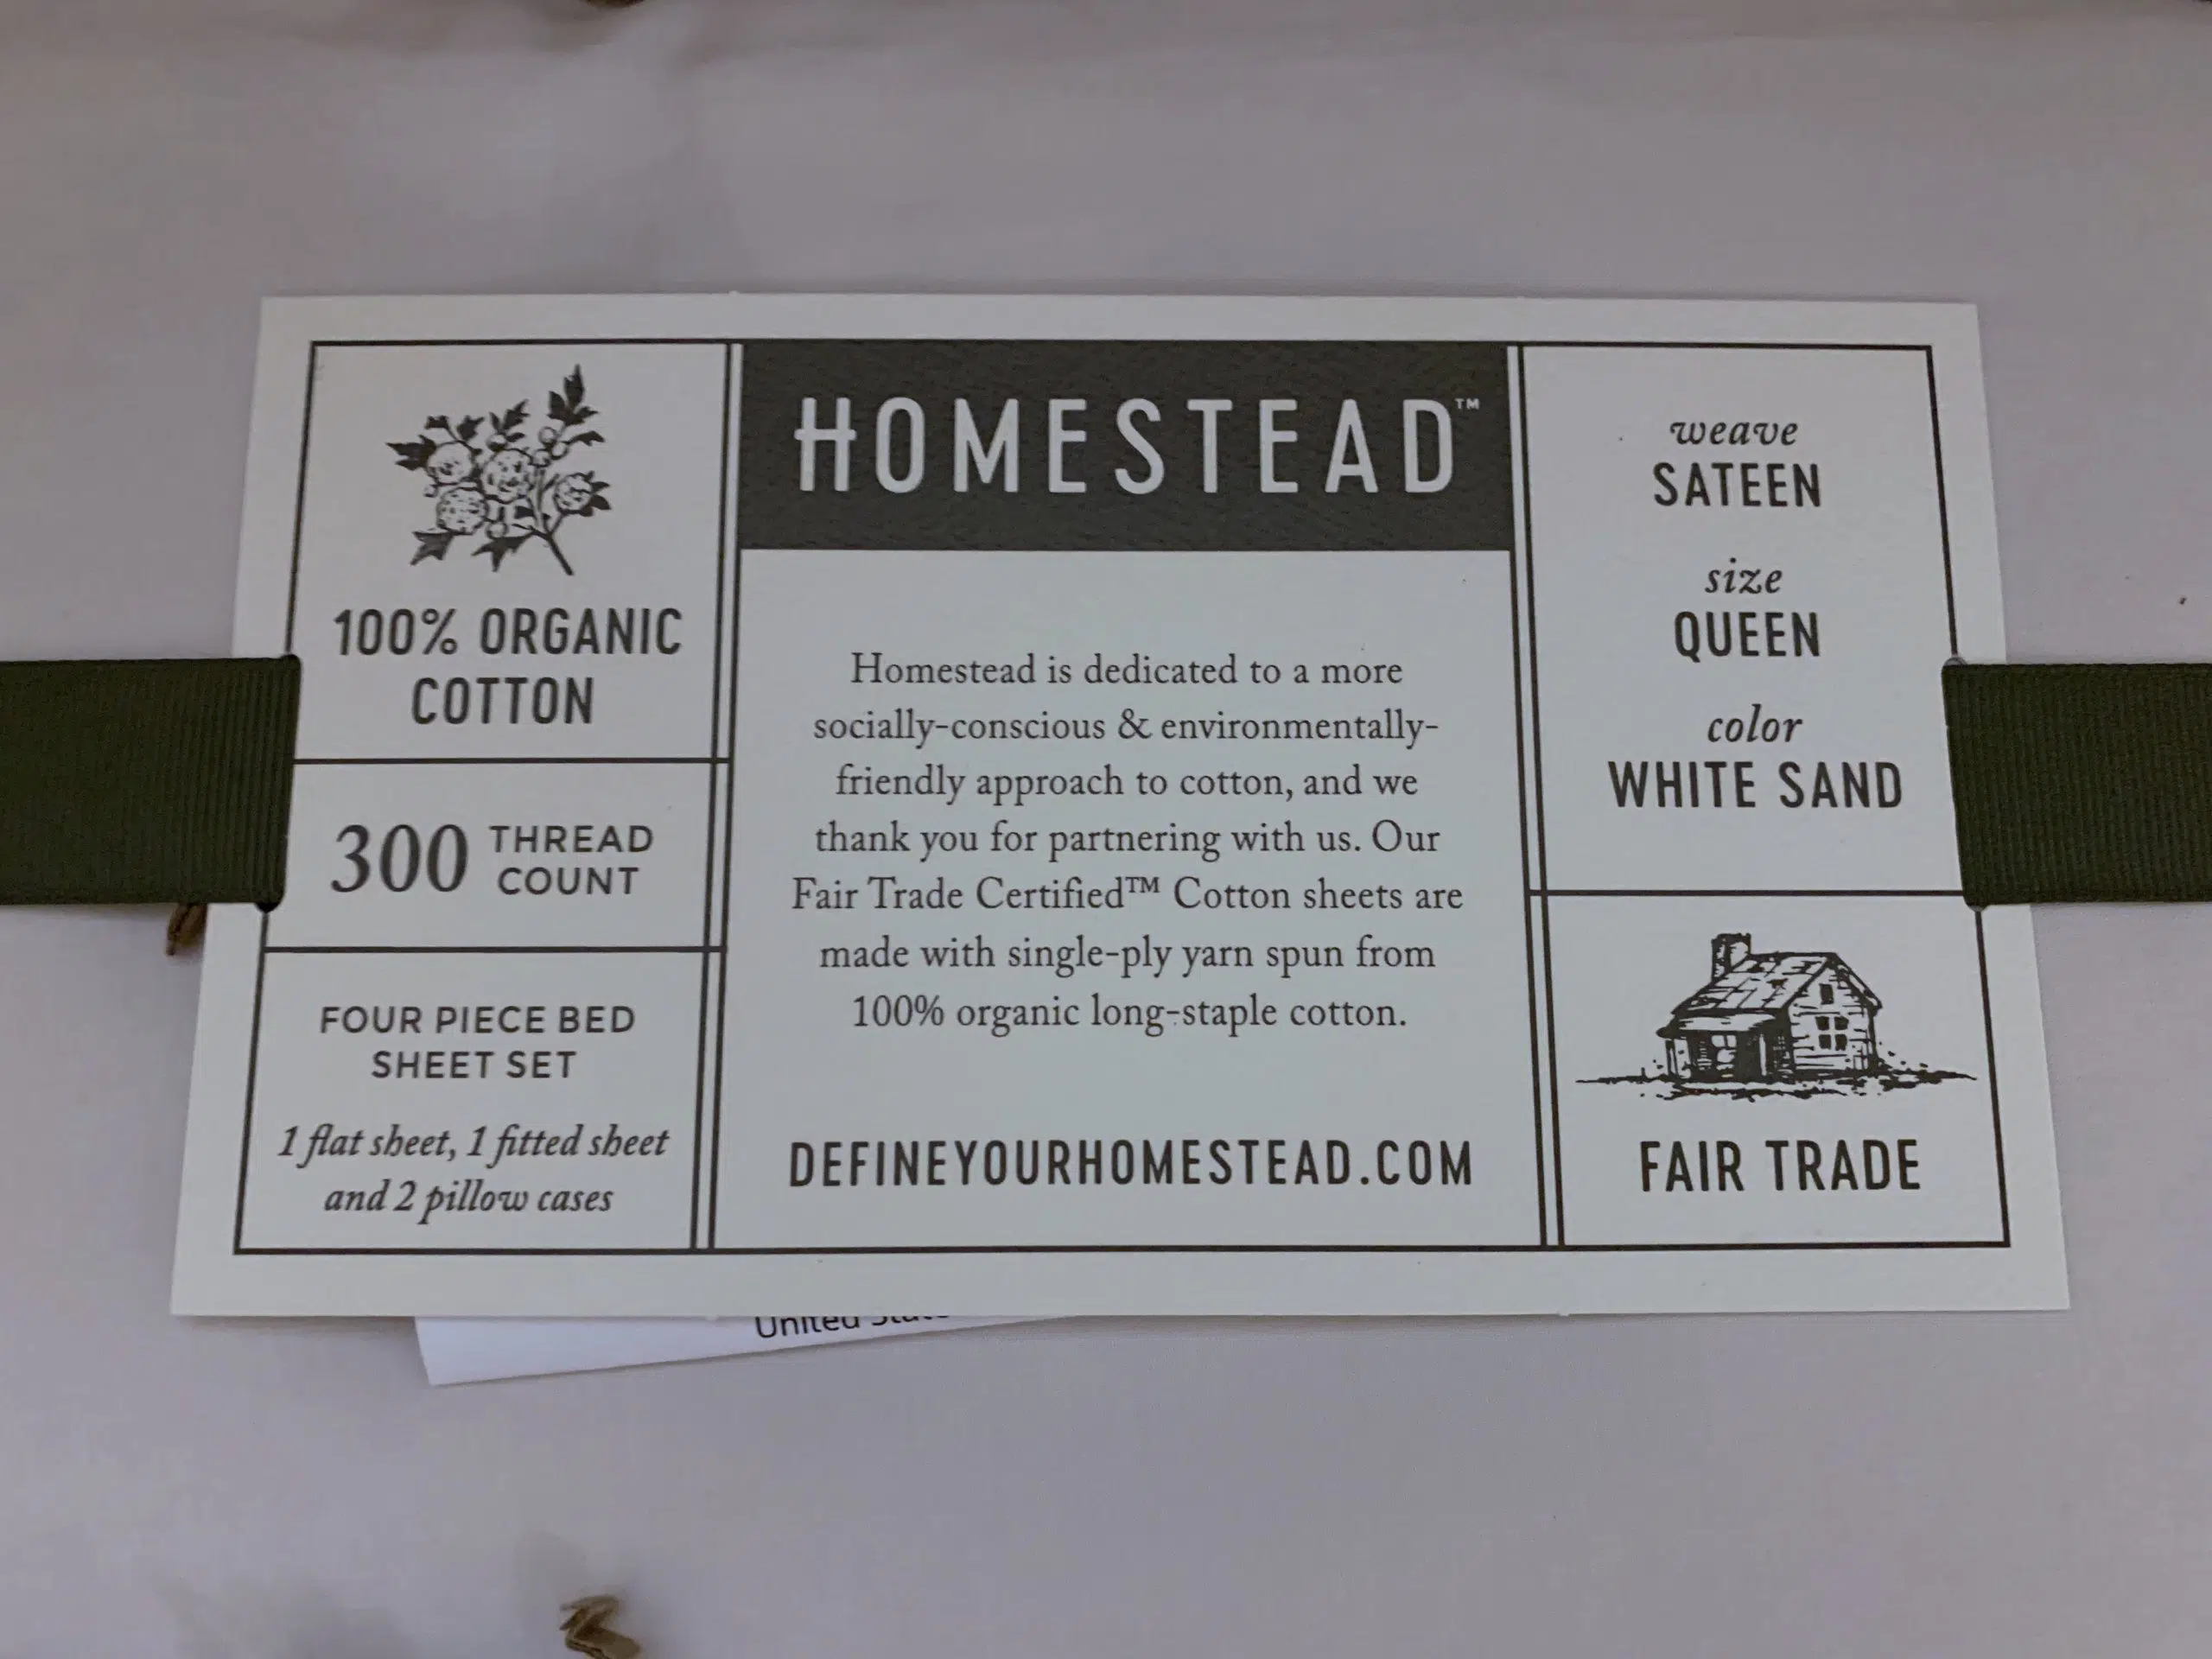 100% ORGANIC
COTTON
300 THREAD
COUNT
FOUR PIECE BED
SHEET SET
1 flat sheet, 1 fitted sheet
and 2 pillow cases
HOMESTEAD™
Homestead is dedicated to a more
socially-conscious & environmentally-
friendly approach to cotton, and we
thank you for partnering with us. Our
Fair Trade Certified™ Cotton sheets are
made with single-ply yarn spun from
100% organic long-staple cotton.
DEFINEYOURHOMESTEAD.COM
weave
SATEEN
size
QUEEN
color
WHITE SAND
FAIR TRADE
United